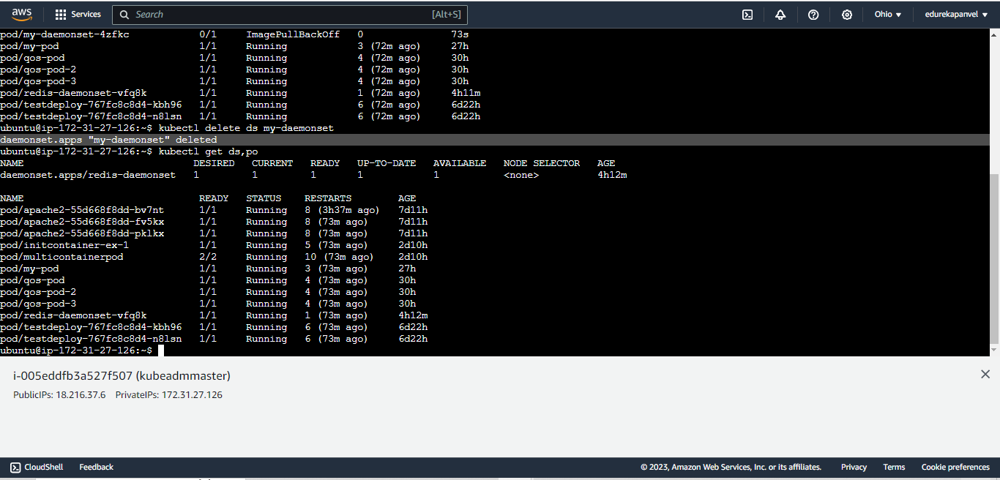 aws Services Search [Alt+S] Ohio edurekapanvel
pod/my-daemonset-4zfkc 0/1 ImagePullBackOff 0 73s
pod/my-pod 1/1 Running 3 (72m ago) 27h
pod/qos-pod 1/1 Running 4 (72m ago) 30h
pod/qos-pod-2 1/1 Running 4 (72m ago) 30h
pod/qos-pod-3 1/1 Running 4 (72m ago) 30h
pod/redis-daemonset-vfq8k 1/1 Running 1 (72m ago) 4h11m
pod/testdeploy-767fc8c8d4-kbh96 1/1 Running 6 (72m ago) 6d22h
pod/testdeploy-767fc8c8d4-n8lsn 1/1 Running 6 (72m ago) 6d22h
ubuntu@ip-172-31-27-126:~$ kubectl delete ds my-daemonset
daemonset.apps "my-daemonset" deleted
ubuntu@ip-172-31-27-126:~$ kubectl get ds,po
NAME DESIRED CURRENT READY UP-TO-DATE AVAILABLE NODE SELECTOR AGE
daemonset.apps/redis-daemonset 1 1 1 1 1 <none> 4h12m
NAME READY STATUS RESTARTS AGE
pod/apache2-55d668f8dd-bv7nt 1/1 Running 8 (3h37m ago) 7d11h
pod/apache2-55d668f8dd-fv5kx 1/1 Running 8 (73m ago) 7d11h
pod/apache2-55d668f8dd-pklkx 1/1 Running 8 (73m ago) 7d11h
pod/initcontainer-ex-1 1/1 Running 5 (73m ago) 2d10h
pod/multicontainerpod 2/2 Running 10 (73m ago) 2d10h
pod/my-pod 1/1 Running 3 (73m ago) 27h
pod/qos-pod 1/1 Running 4 (73m ago) 30h
pod/qos-pod-2 1/1 Running 4 (73m ago) 30h
pod/qos-pod-3 1/1 Running 4 (73m ago) 30h
pod/redis-daemonset-vfq8k 1/1 Running 1 (73m ago) 4h12m
pod/testdeploy-767fc8c8d4-kbh96 1/1 Running 6 (73m ago) 6d22h
pod/testdeploy-767fc8c8d4-n8lsn 1/1 Running 6 (73m ago) 6d22h
ubuntu@ip-172-31-27-126:~$
i-005eddfb3a527f507 (kubeadmmaster)
PublicIPs: 18.216.37.6 PrivateIPs: 172.31.27.126
CloudShell Feedback © 2023, Amazon Web Services, Inc. or its affiliates. Privacy Terms Cookie preferences